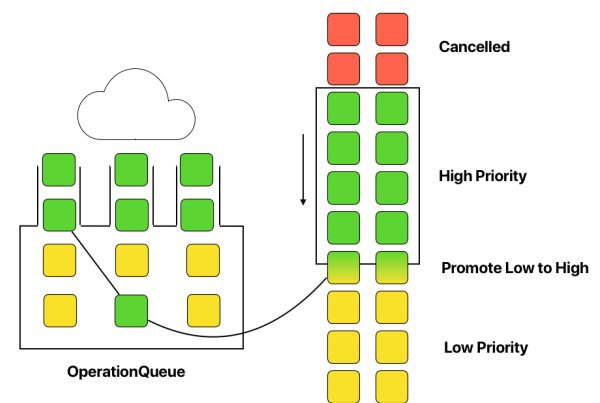 Cancelled
High Priority
Promote Low to High
Low Priority
OperationQueue